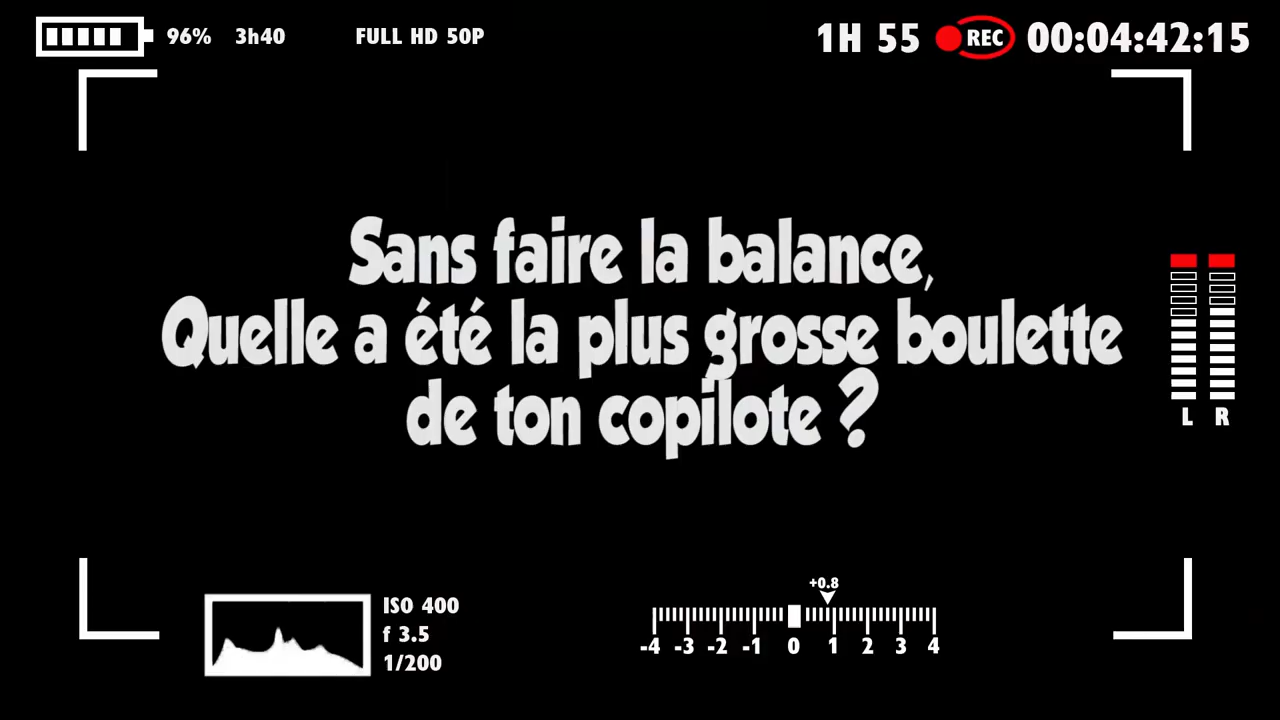 96% 3h40 FULL HD 50P 1H 55 REC 00:04:42:15
Sans faire la balance,
Quelle a été la plus grosse boulette
de ton copilote ?
L R
+0.8
-4 -3 -2 -1 0 1 2 3 4
ISO 400
f 3.5
1/200